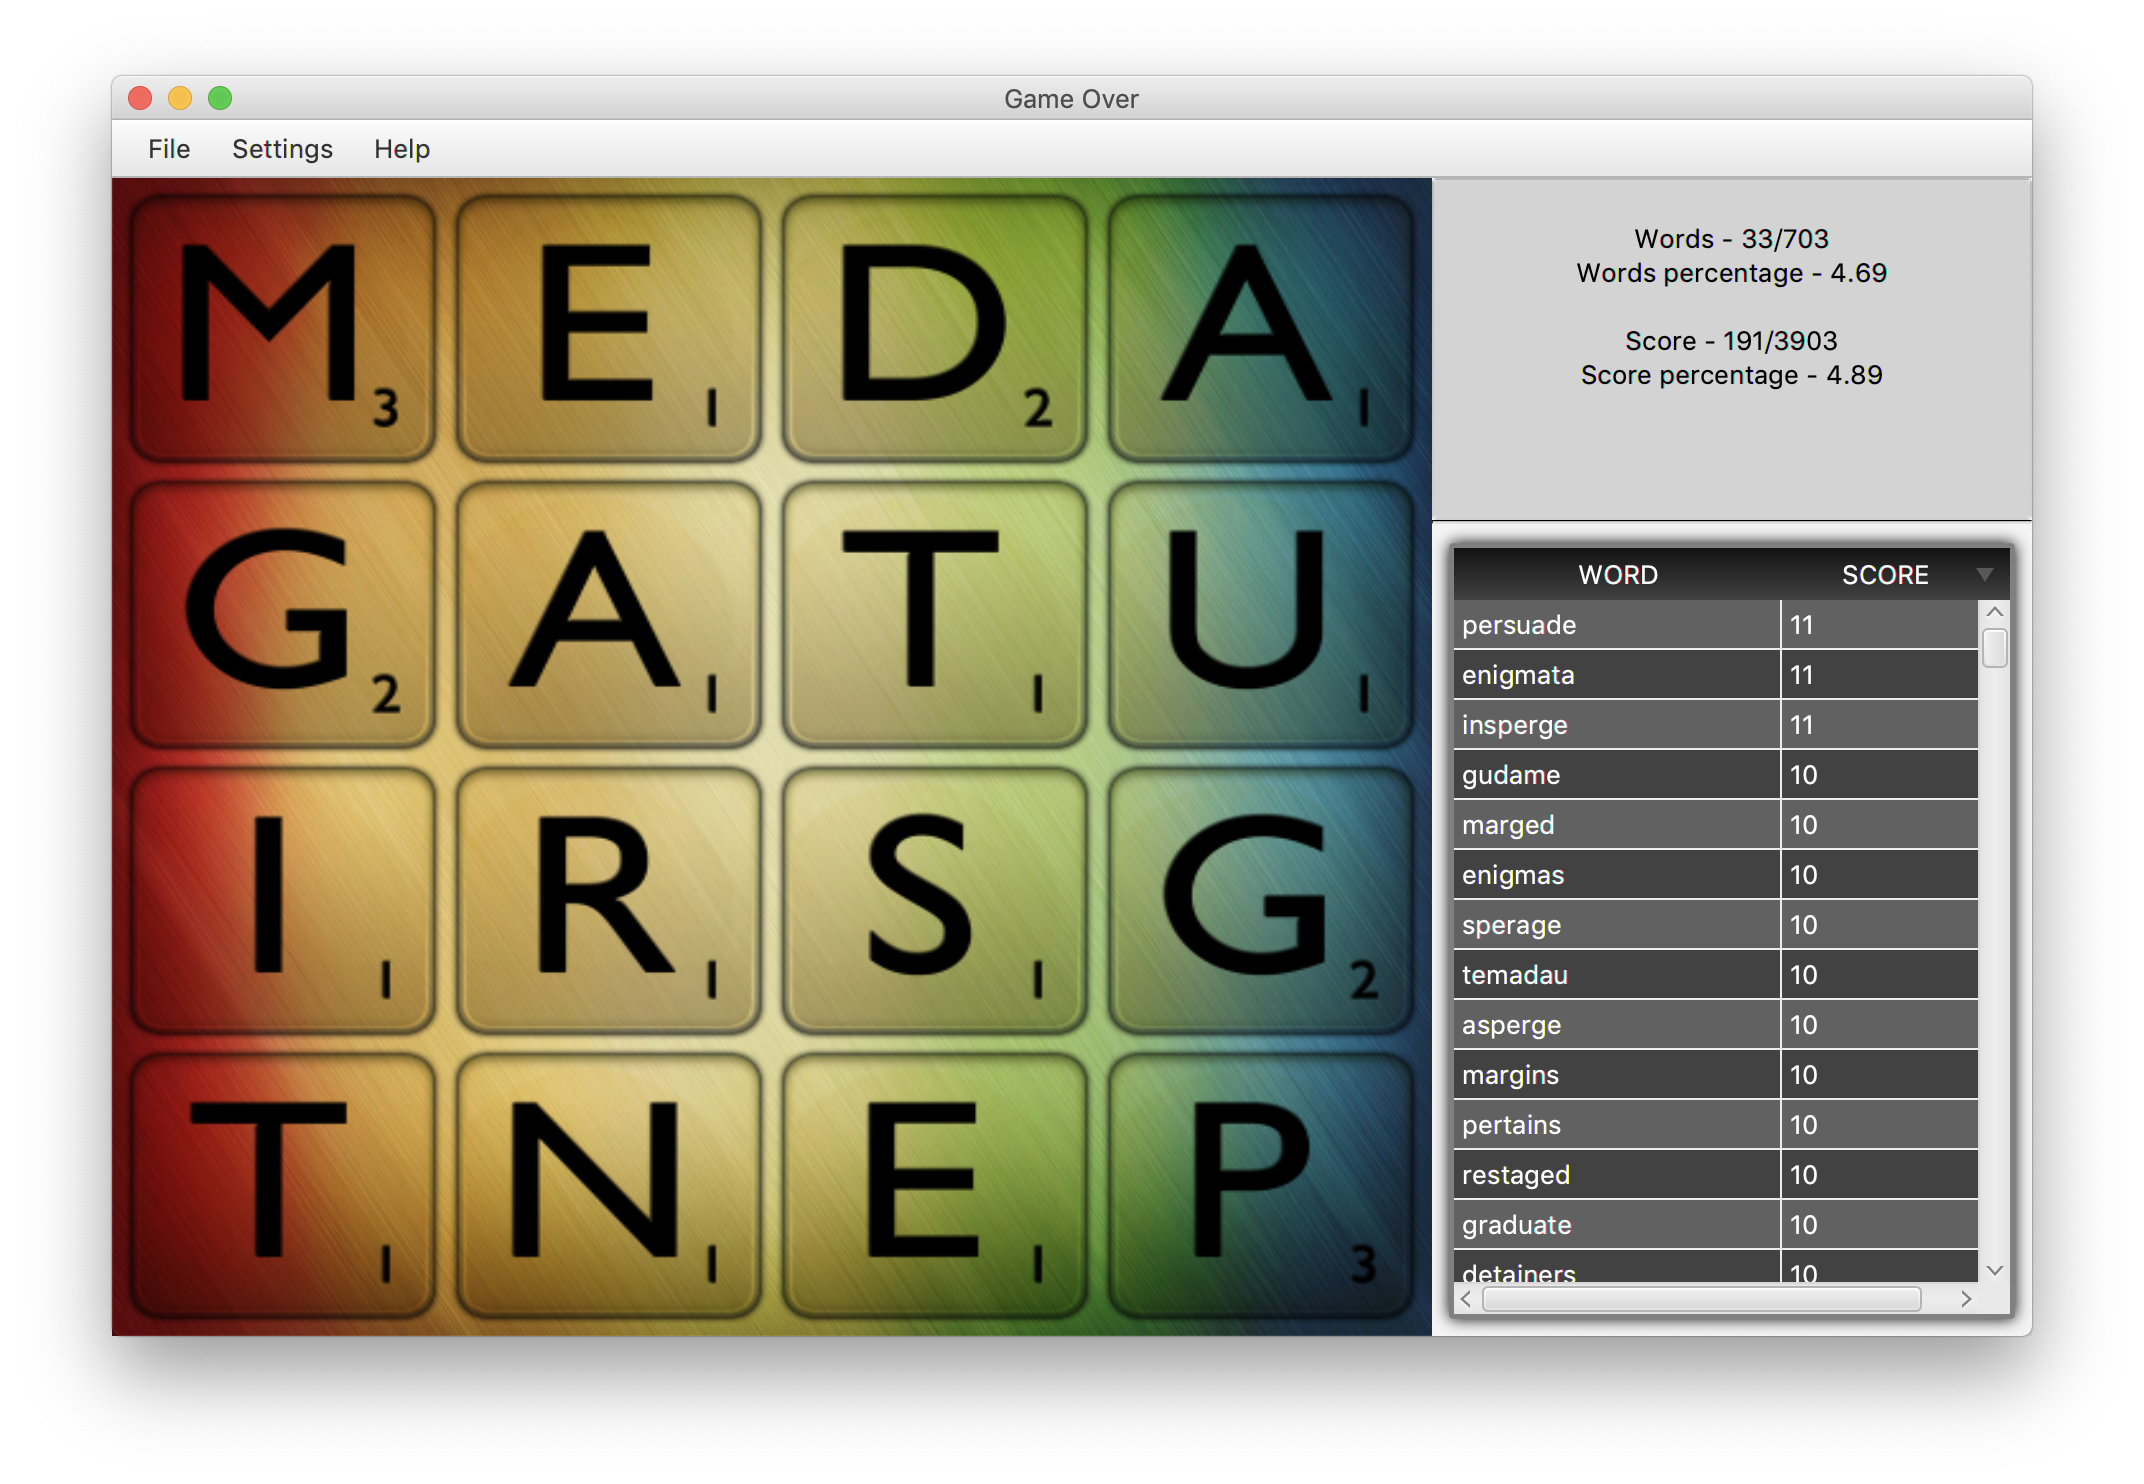 Game Over
File Settings Help
M 3 E 1 D 2 A 1
G 2 A 1 T 1 U 1
I 1 R 1 S 1 G 2
T 1 N 1 E 1 P 3
Words - 33/703
Words percentage - 4.69
Score - 191/3903
Score percentage - 4.89
WORD SCORE
persuade 11
enigmata 11
insperge 11
gudame 10
marged 10
enigmas 10
sperage 10
temadau 10
asperge 10
margins 10
pertains 10
restaged 10
graduate 10
detainers 10